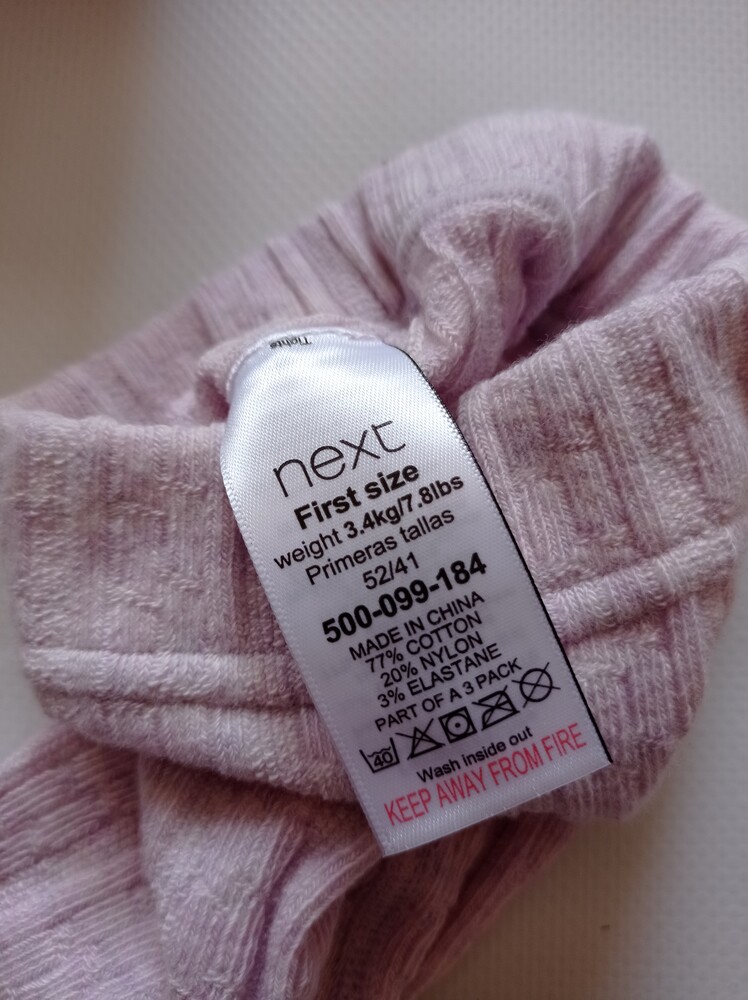 Tights
next
First size
weight 3.4kg/7.8lbs
Primeras tallas
52/41
500-099-184
MADE IN CHINA
77% COTTON
20% NYLON
3% ELASTANE
PART OF A 3 PACK
40
Wash inside out
KEEP AWAY FROM FIRE